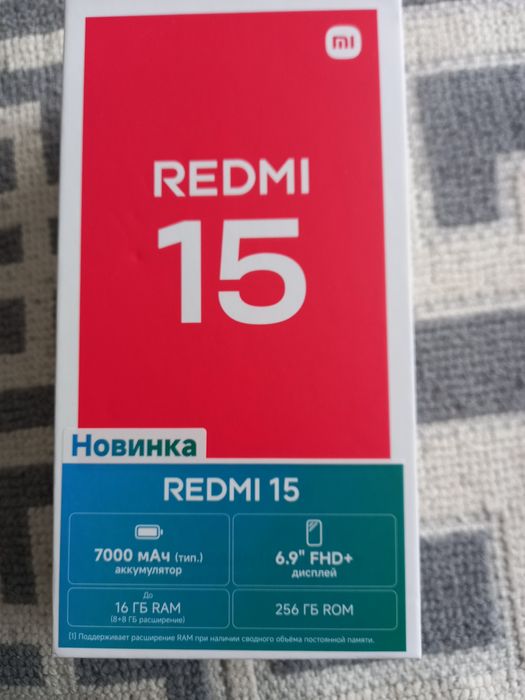 mi
REDMI
15
Новинка
REDMI 15
7000 мАч (тип.)
аккумулятор
6.9" FHD+
дисплей
До
16 ГБ RAM
(8+8 ГБ расширение)
256 ГБ ROM
(1) Поддерживает расширение RAM при наличии сводного объёма постоянной памяти.